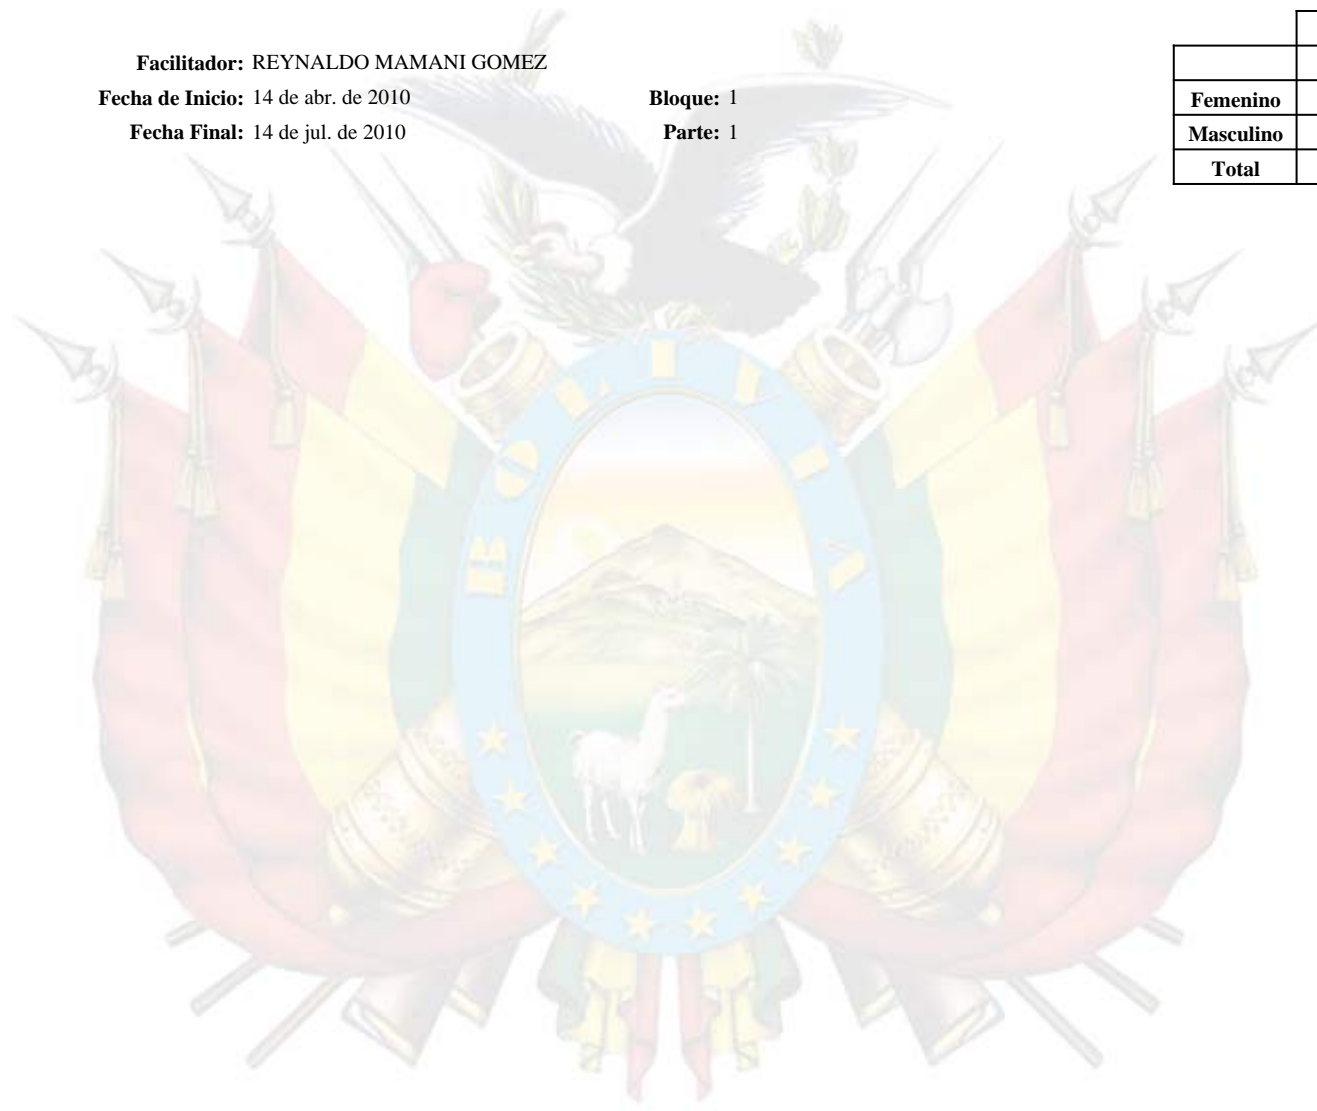 Facilitador: REYNALDO MAMANI GOMEZ
Fecha de Inicio: 14 de abr. de 2010 Bloque: 1
Fecha Final: 14 de jul. de 2010 Parte: 1
Femenino
Masculino
Total
BOLIVIA